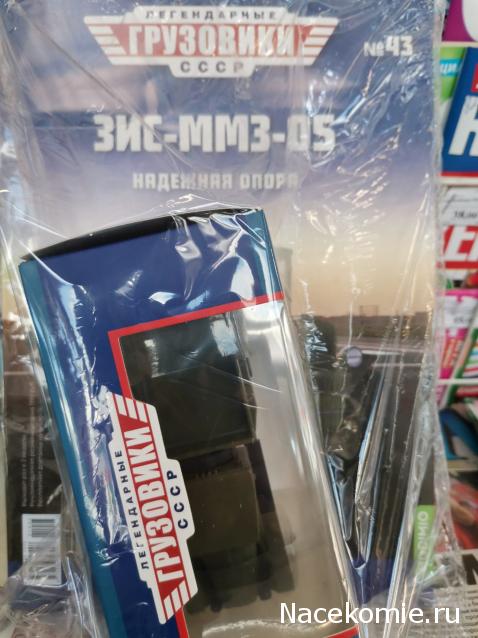 ЛЕГЕНДАРНЫЕ
ГРУЗОВИКИ
СССР
№43
ЗИС-ММЗ-05
НАДЕЖНАЯ ОПОРА
ЛЕГЕНДАРНЫЕ
ГРУЗОВИКИ
СССР
Nacekomie.ru